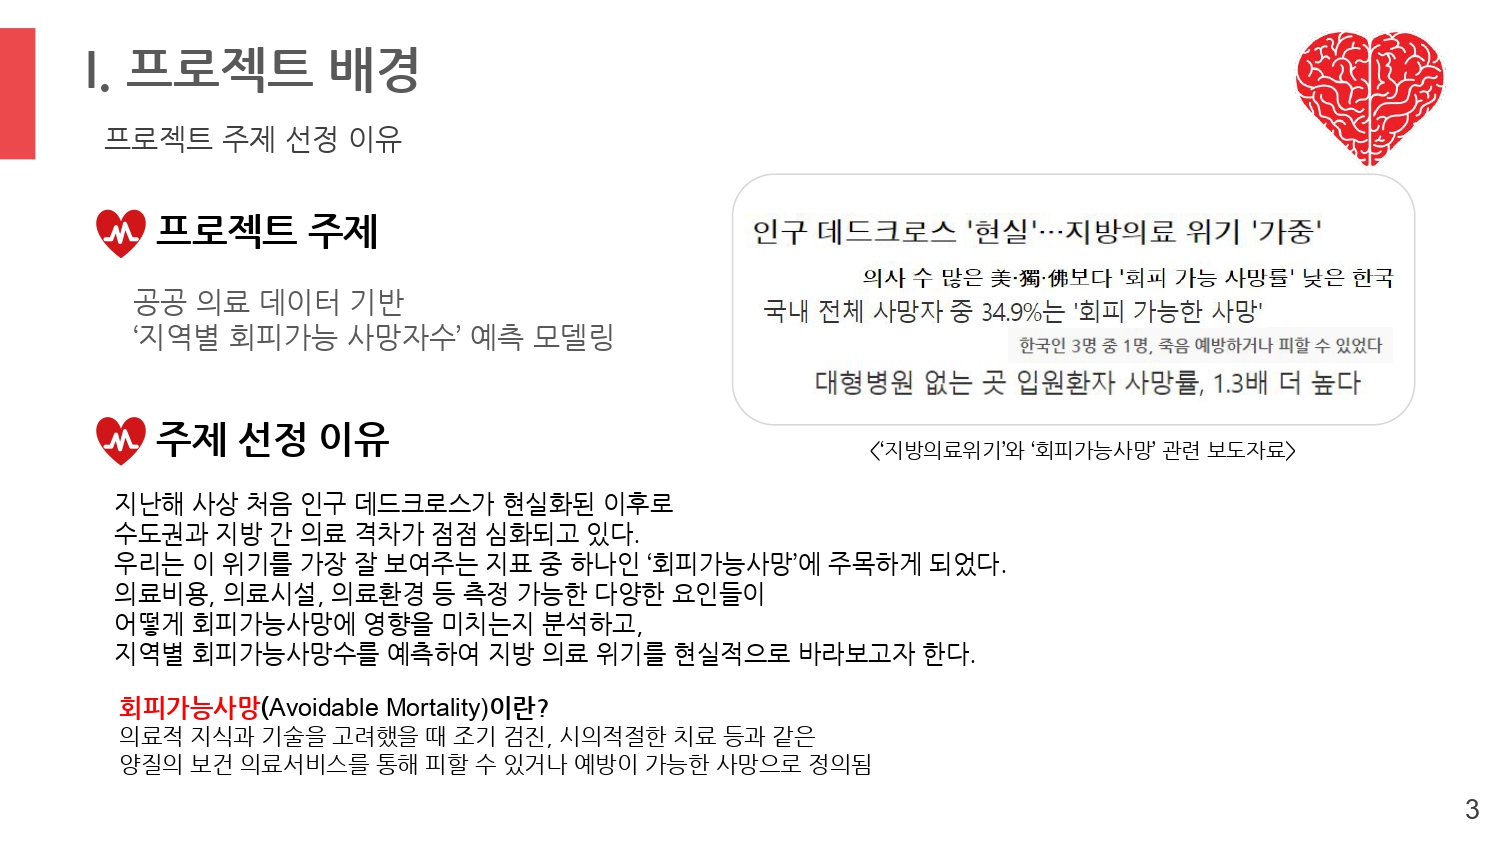 I. 프로젝트 배경
프로젝트 주제 선정 이유
프로젝트 주제
공공 의료 데이터 기반
‘지역별 회피가능 사망자수’ 예측 모델링
인구 데드크로스 '현실'…지방의료 위기 '가중'
의사 수 많은 美·獨·佛보다 '회피 가능 사망률' 낮은 한국
국내 전체 사망자 중 34.9%는 '회피 가능한 사망'
한국인 3명 중 1명, 죽음 예방하거나 피할 수 있었다
대형병원 없는 곳 입원환자 사망률, 1.3배 더 높다
<‘지방의료위기’와 ‘회피가능사망’ 관련 보도자료>
주제 선정 이유
지난해 사상 처음 인구 데드크로스가 현실화된 이후로
수도권과 지방 간 의료 격차가 점점 심화되고 있다.
우리는 이 위기를 가장 잘 보여주는 지표 중 하나인 ‘회피가능사망’에 주목하게 되었다.
의료비용, 의료시설, 의료환경 등 측정 가능한 다양한 요인들이
어떻게 회피가능사망에 영향을 미치는지 분석하고,
지역별 회피가능사망수를 예측하여 지방 의료 위기를 현실적으로 바라보고자 한다.
회피가능사망(Avoidable Mortality)이란?
의료적 지식과 기술을 고려했을 때 조기 검진, 시의적절한 치료 등과 같은
양질의 보건 의료서비스를 통해 피할 수 있거나 예방이 가능한 사망으로 정의됨
3